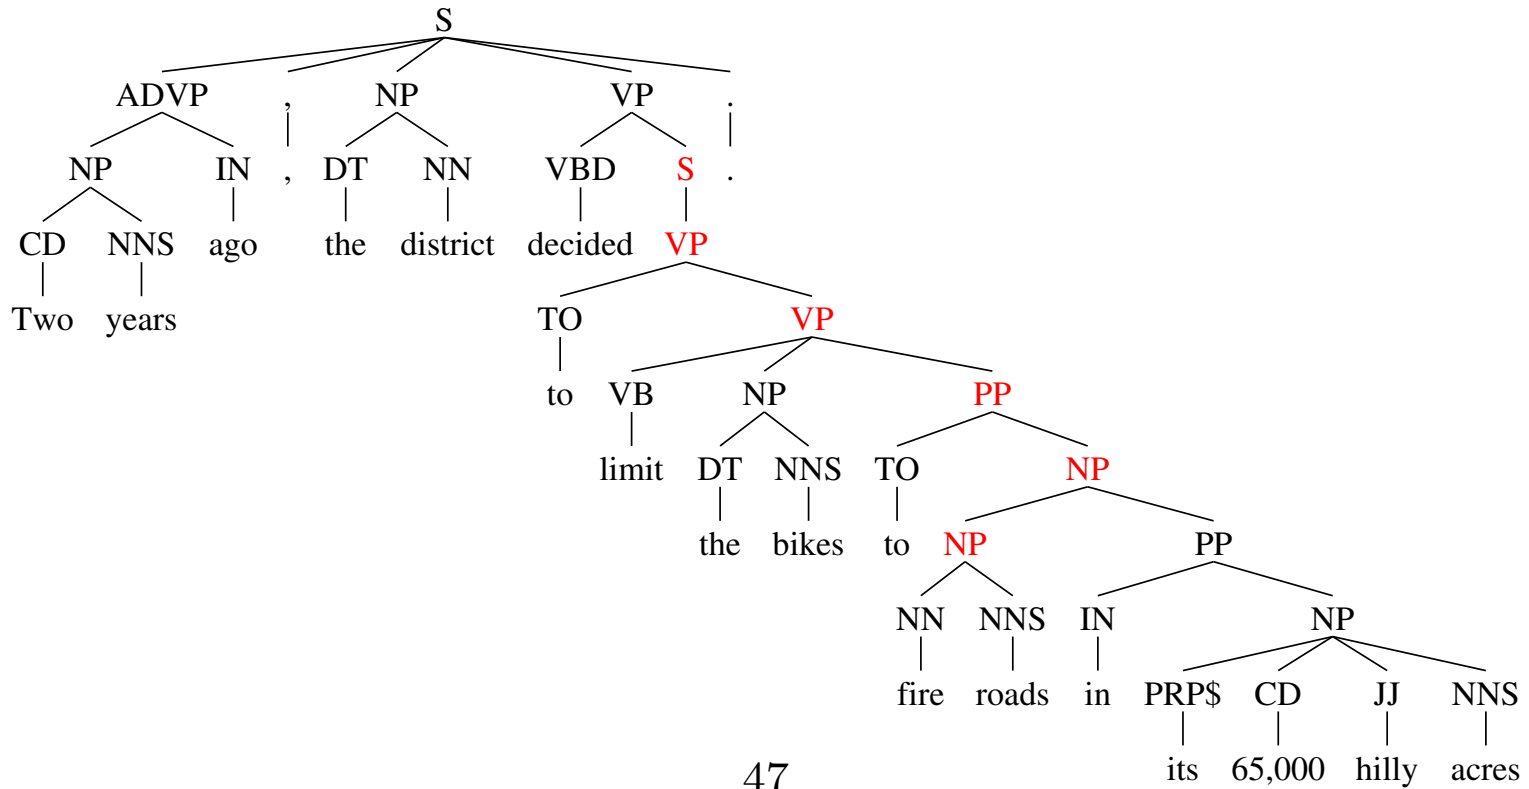 S
ADVP , NP VP .
NP IN , DT NN VBD S .
CD NNS ago the district decided VP
Two years TO VP
to VB NP PP
limit DT NNS TO NP
the bikes to NP PP
NN NNS IN NP
fire roads in PRP$ CD JJ NNS
its 65,000 hilly acres
47